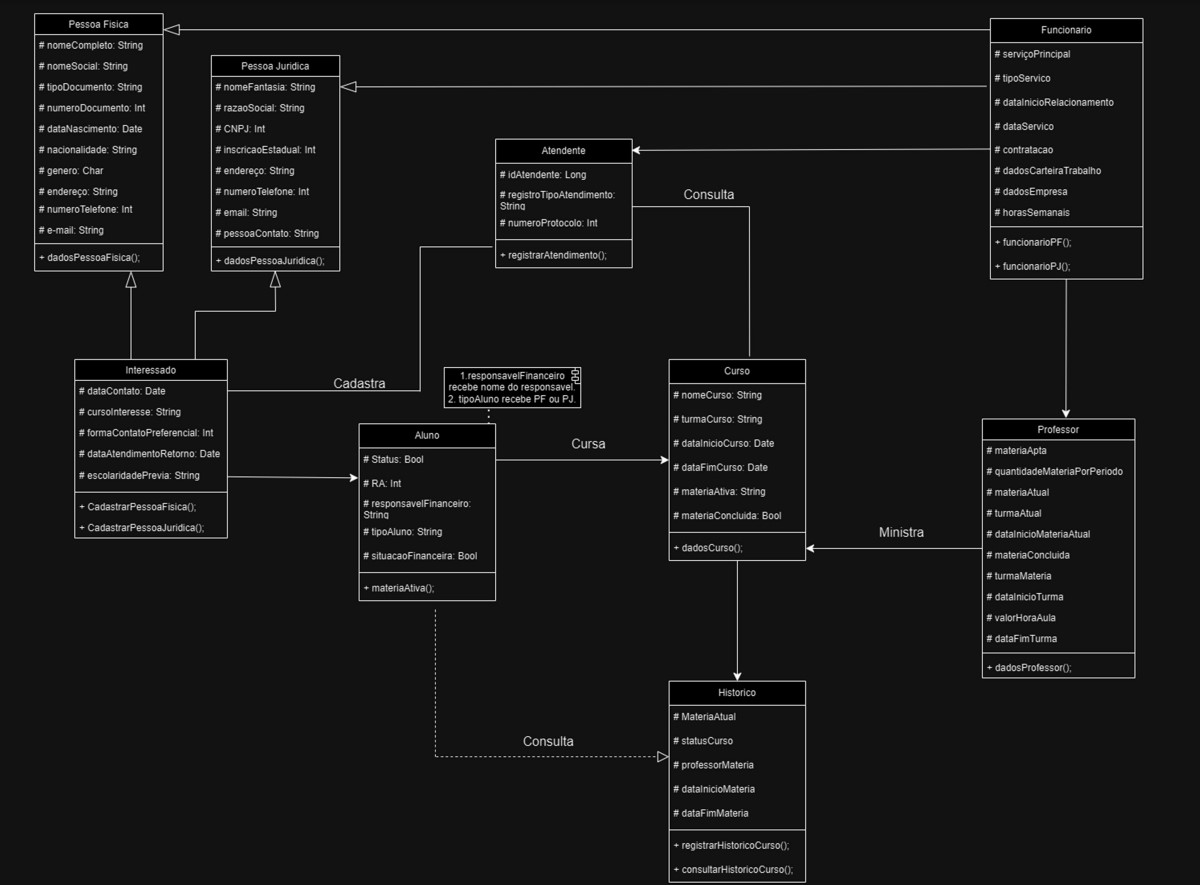 Pessoa Fisica
# nomeCompleto: String
# nomeSocial: String
# tipoDocumento: String
# numeroDocumento: Int
# dataNascimento: Date
# nacionalidade: String
# genero: Char
# endereço: String
# numeroTelefone: Int
# e-mail: String
+ dadosPessoaFisica();
Pessoa Juridica
# nomeFantasia: String
# razaoSocial: String
# CNPJ: Int
# inscricaoEstadual: Int
# endereço: String
# numeroTelefone: Int
# email: String
# pessoaContato: String
+ dadosPessoaJuridica();
Atendente
# idAtendente: Long
# registroTipoAtendimento:
String
# numeroProtocolo: Int
+ registrarAtendimento();
Consulta
Funcionario
# serviçoPrincipal
# tipoServico
# dataInicioRelacionamento
# dataServico
# contratacao
# dadosCarteiraTrabalho
# dadosEmpresa
# horasSemanais
+ funcionarioPF();
+ funcionarioPJ();
Interessado
# dataContato: Date
# cursoInteresse: String
# formaContatoPreferencial: Int
# dataAtendimentoRetorno: Date
# escolaridadePrevia: String
+ CadastrarPessoaFisica();
+ CadastrarPessoaJuridica();
Cadastra
1.responsavelFinanceiro
recebe nome do responsavel.
2. tipoAluno recebe PF ou PJ.
Aluno
# Status: Bool
# RA: Int
# responsavelFinanceiro:
String
# tipoAluno: String
# situacaoFinanceira: Bool
+ materiaAtiva();
Cursa
Curso
# nomeCurso: String
# turmaCurso: String
# dataInicioCurso: Date
# dataFimCurso: Date
# materiaAtiva: String
# materiaConcluida: Bool
+ dadosCurso();
Ministra
Professor
# materiaApta
# quantidadeMateriaPorPeriodo
# materiaAtual
# turmaAtual
# dataInicioMateriaAtual
# materiaConcluida
# turmaMateria
# dataInicioTurma
# valorHoraAula
# dataFimTurma
+ dadosProfessor();
Consulta
Historico
# MateriaAtual
# statusCurso
# professorMateria
# dataInicioMateria
# dataFimMateria
+ registrarHistoricoCurso();
+ consultarHistoricoCurso();